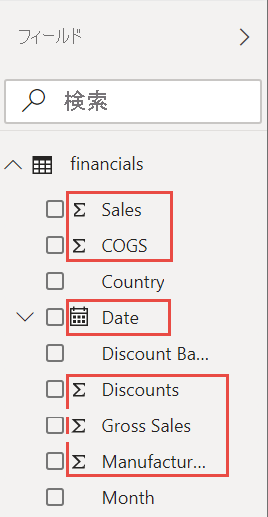 フィールド
検索
financials
Sales
COGS
Country
Date
Discount Ba...
Discounts
Gross Sales
Manufactur...
Month